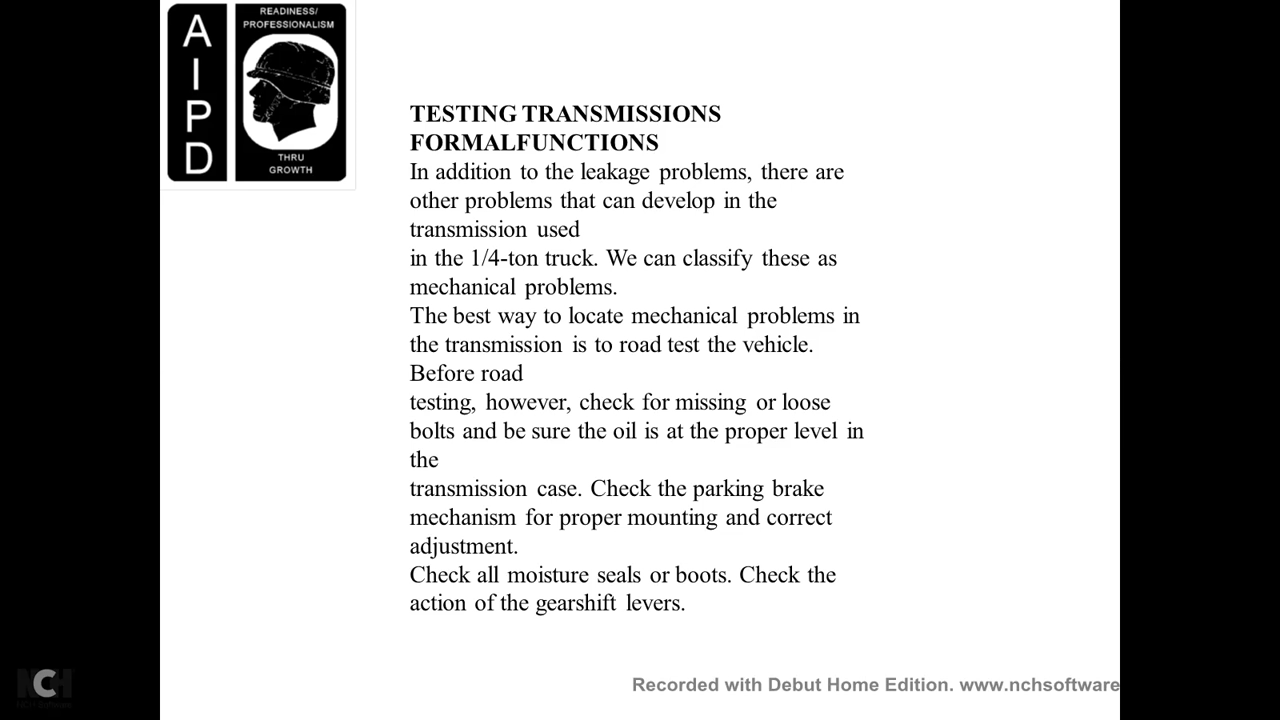 A
I
P
D
READINESS/
PROFESSIONALISM
THRU
GROWTH
TESTING TRANSMISSIONS
FORMALFUNCTIONS
In addition to the leakage problems, there are
other problems that can develop in the
transmission used
in the 1/4-ton truck. We can classify these as
mechanical problems.
The best way to locate mechanical problems in
the transmission is to road test the vehicle.
Before road
testing, however, check for missing or loose
bolts and be sure the oil is at the proper level in
the
transmission case. Check the parking brake
mechanism for proper mounting and correct
adjustment.
Check all moisture seals or boots. Check the
action of the gearshift levers.
NCH
NCH Software
Recorded with Debut Home Edition. www.nchsoftware